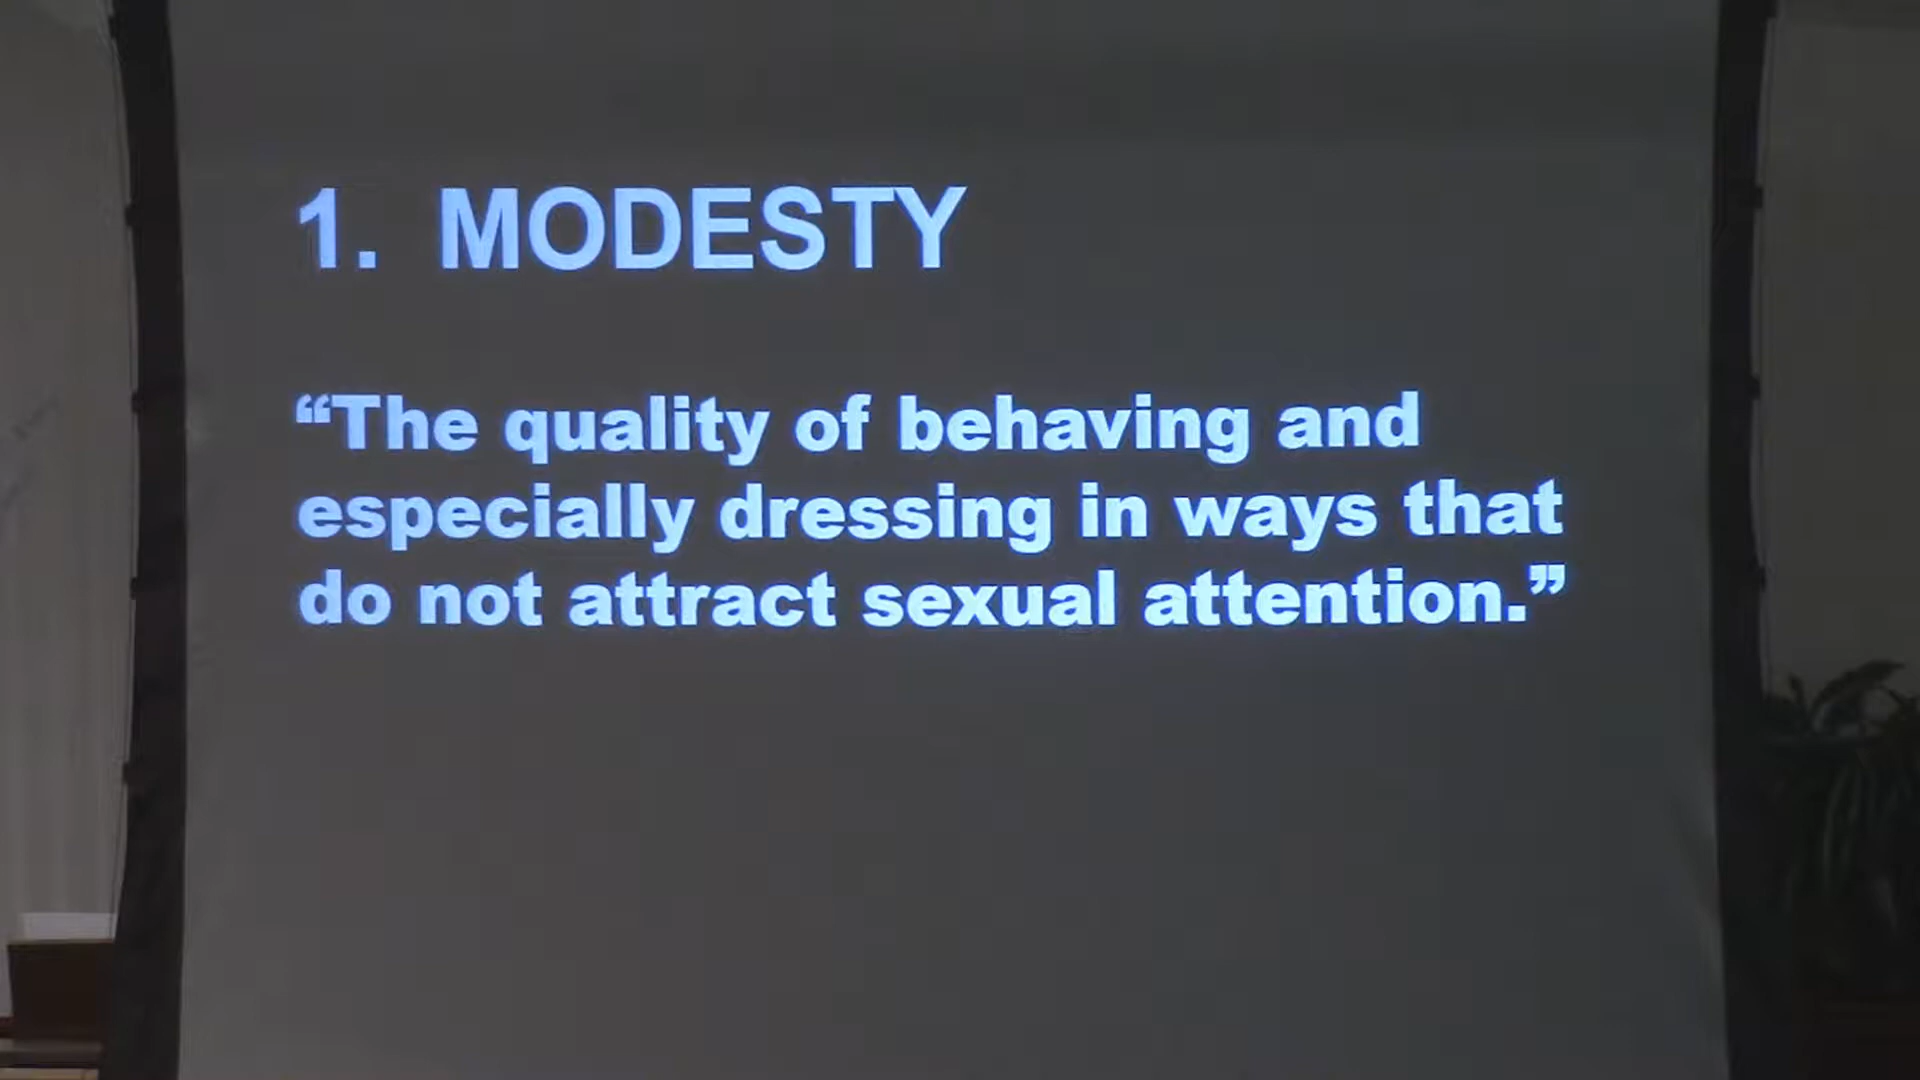 1. MODESTY
“The quality of behaving and
especially dressing in ways that
do not attract sexual attention.”